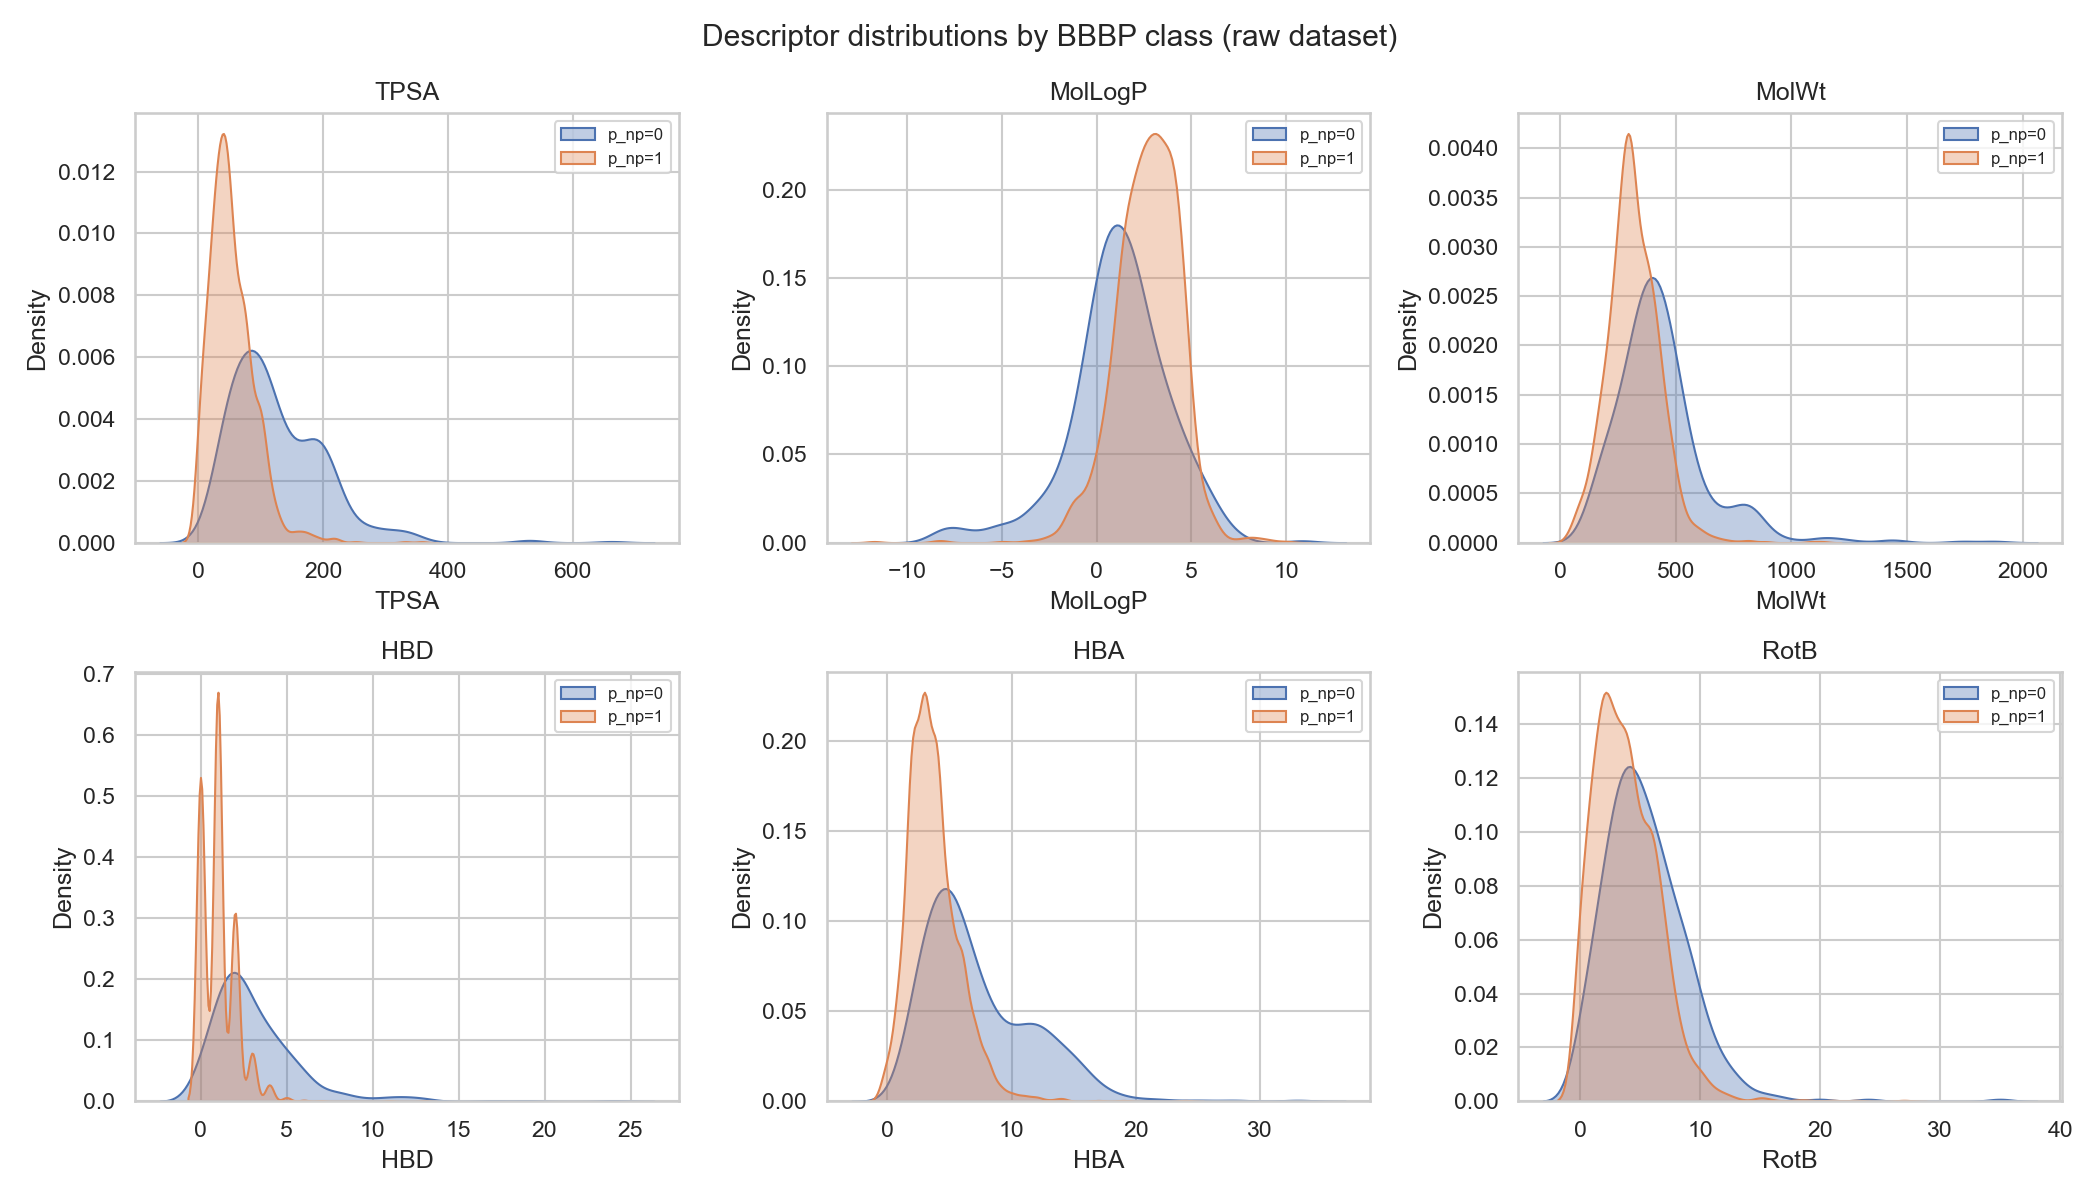 Descriptor distributions by BBBP class (raw dataset)
TPSA
p_np=0
p_np=1
0.012
0.010
0.008
0.006
0.004
0.002
0.000
Density
0 200 400 600
TPSA
MolLogP
p_np=0
p_np=1
0.20
0.15
0.10
0.05
0.00
Density
−10 −5 0 5 10
MolLogP
MolWt
p_np=0
p_np=1
0.0040
0.0035
0.0030
0.0025
0.0020
0.0015
0.0010
0.0005
0.0000
Density
0 500 1000 1500 2000
MolWt
HBD
p_np=0
p_np=1
0.7
0.6
0.5
0.4
0.3
0.2
0.1
0.0
Density
0 5 10 15 20 25
HBD
HBA
p_np=0
p_np=1
0.20
0.15
0.10
0.05
0.00
Density
0 10 20 30
HBA
RotB
p_np=0
p_np=1
0.14
0.12
0.10
0.08
0.06
0.04
0.02
0.00
Density
0 10 20 30 40
RotB